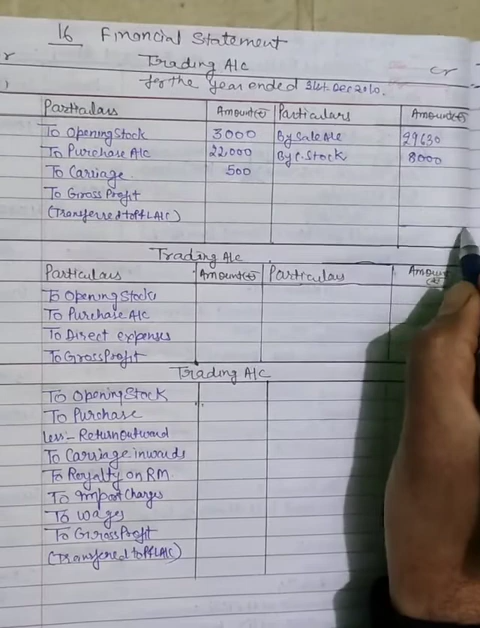 16 Financial Statement
r Trading A/c Cr
for the Year ended 31st Dec 2010.
Particulars Amount(₹) Particulars Amount(₹)
To Opening Stock 3000 By Sale A/c 29630
To Purchase A/c 22,000 By C. Stock 8000
To Carriage 500
To Gross Profit
(Transferred to P&L A/C)
Trading A/c
Particulars Amount(₹) Particulars Amount (₹)
To Opening Stock
To Purchase A/c
To Direct expenses
To Gross Profit
Trading A/c
To Opening Stock
To Purchase
Less:- Return outward
To Carriage inwards
To Royalty on RM
To Import Charges
To Wages
To Gross Profit
(Transfered to P&L A/C)